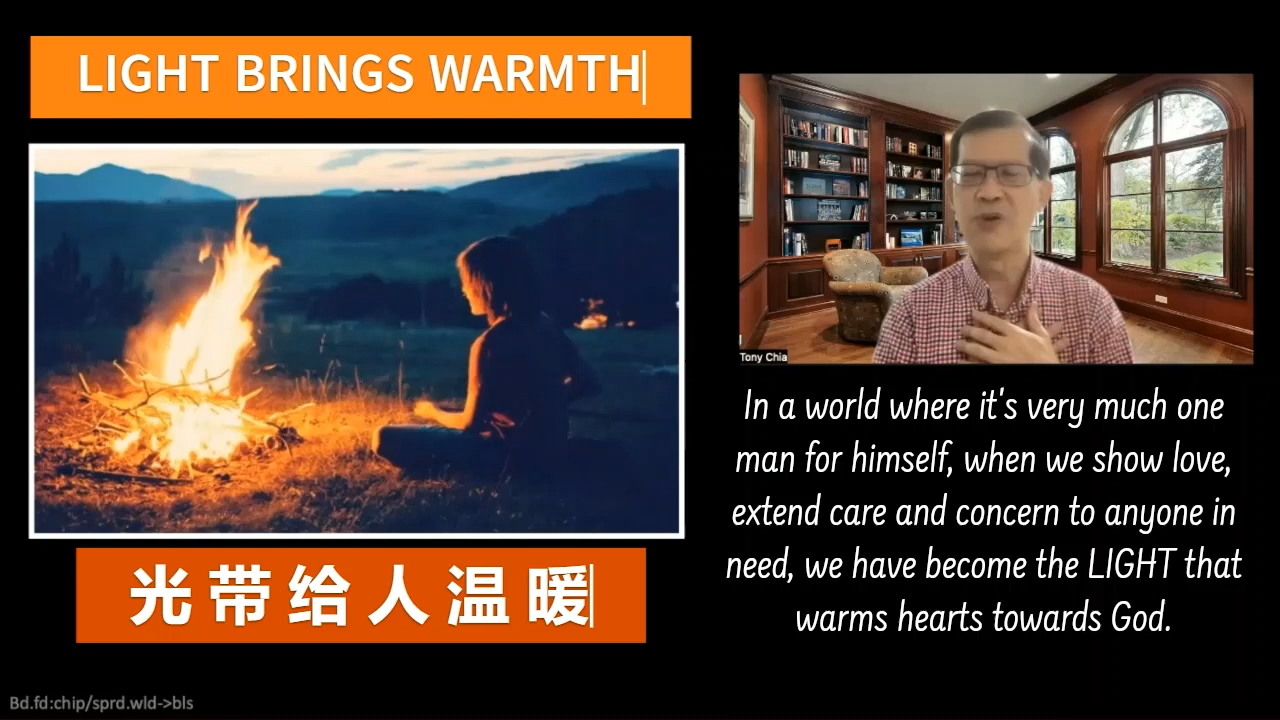 LIGHT BRINGS WARMTH
光带给人温暖
Tony Chia
In a world where it's very much one
man for himself, when we show love,
extend care and concern to anyone in
need, we have become the LIGHT that
warms hearts towards God.
Bd.fd:chip/sprd.wld->bls